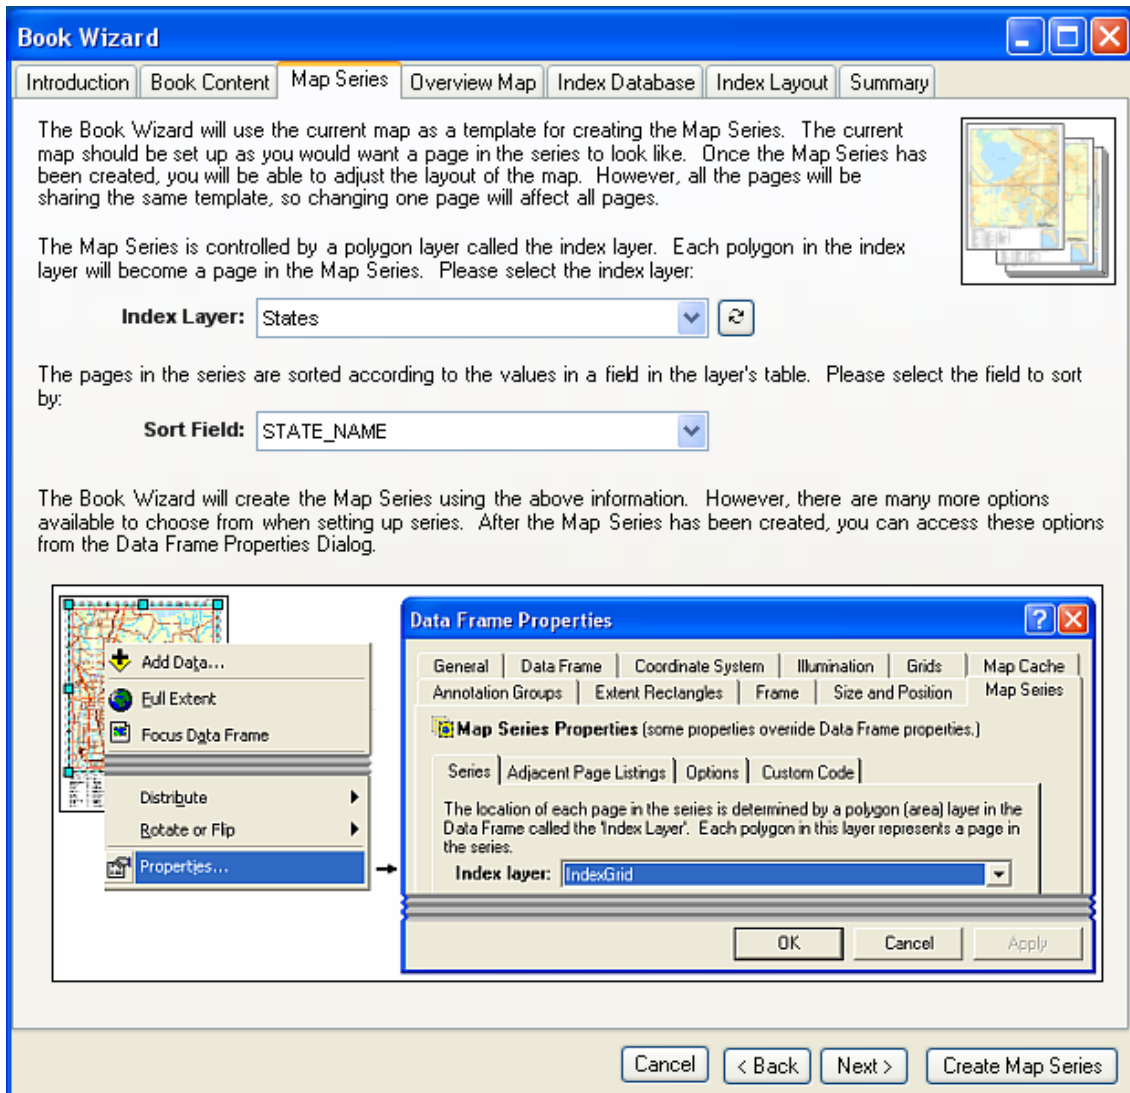 Book Wizard
Introduction
Book Content
Map Series
Overview Map
Index Database
Index Layout
Summary
The Book Wizard will use the current map as a template for creating the Map Series. The current
map should be set up as you would want a page in the series to look like. Once the Map Series has
been created, you will be able to adjust the layout of the map. However, all the pages will be
sharing the same template, so changing one page will affect all pages.
The Map Series is controlled by a polygon layer called the index layer. Each polygon in the index
layer will become a page in the Map Series. Please select the index layer:
Index Layer: States
The pages in the series are sorted according to the values in a field in the layer's table. Please select the field to sort
by:
Sort Field: STATE_NAME
The Book Wizard will create the Map Series using the above information. However, there are many more options
available to choose from when setting up series. After the Map Series has been created, you can access these options
from the Data Frame Properties Dialog.
Add Data...
Full Extent
Focus Data Frame
Distribute
Rotate or Flip
Properties...
Data Frame Properties
General
Data Frame
Coordinate System
Illumination
Grids
Map Cache
Annotation Groups
Extent Rectangles
Frame
Size and Position
Map Series
Map Series Properties (some properties override Data Frame properties.)
Series
Adjacent Page Listings
Options
Custom Code
The location of each page in the series is determined by a polygon (area) layer in the
Data Frame called the 'Index Layer'. Each polygon in this layer represents a page in
the series.
Index layer: IndexGrid
OK
Cancel
Apply
Cancel
< Back
Next >
Create Map Series